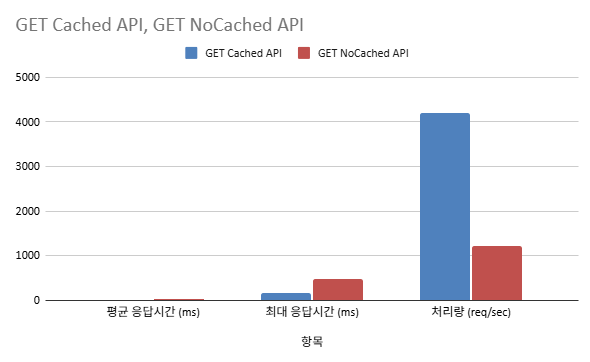 GET Cached API, GET NoCached API
GET Cached API
GET NoCached API
5000
4000
3000
2000
1000
0
평균 응답시간 (ms)
최대 응답시간 (ms)
처리량 (req/sec)
항목